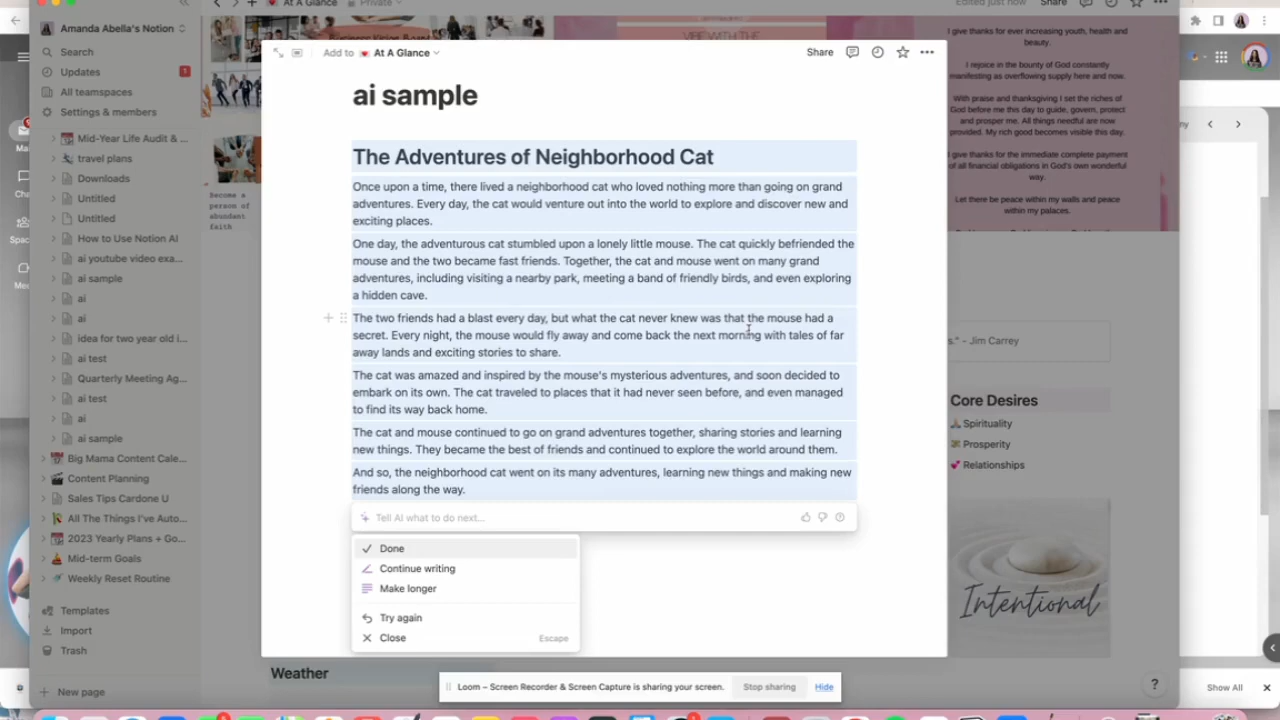 At A Glance
Private
Edited just now
Share
Amanda Abella's Notion
Search
Updates
1
All teamspaces
Settings & members
Mid-Year Life Audit & ...
travel plans
Downloads
Untitled
Untitled
How to Use Notion AI
ai youtube video exa...
ai sample
ai
ai
idea for two year old i...
ai test
Quarterly Meeting Ag...
ai test
ai
ai sample
Big Mama Content Cale...
Content Planning
Sales Tips Cardone U
All The Things I've Auto...
2023 Yearly Plans + Go...
Mid-term Goals
Weekly Reset Routine
Templates
Import
Trash
New page
become a
person of
abundant
faith
Add to
At A Glance
Share
ai sample
The Adventures of Neighborhood Cat
Once upon a time, there lived a neighborhood cat who loved nothing more than going on grand
adventures. Every day, the cat would venture out into the world to explore and discover new and
exciting places.
One day, the adventurous cat stumbled upon a lonely little mouse. The cat quickly befriended the
mouse and the two became fast friends. Together, the cat and mouse went on many grand
adventures, including visiting a nearby park, meeting a band of friendly birds, and even exploring
a hidden cave.
The two friends had a blast every day, but what the cat never knew was that the mouse had a
secret. Every night, the mouse would fly away and come back the next morning with tales of far
away lands and exciting stories to share.
The cat was amazed and inspired by the mouse's mysterious adventures, and soon decided to
embark on its own. The cat traveled to places that it had never seen before, and even managed
to find its way back home.
The cat and mouse continued to go on grand adventures together, sharing stories and learning
new things. They became the best of friends and continued to explore the world around them.
And so, the neighborhood cat went on its many adventures, learning new things and making new
friends along the way.
Tell AI what to do next...
Done
Continue writing
Make longer
Try again
Close
Escape
Weather
Loom – Screen Recorder & Screen Capture is sharing your screen.
Stop sharing
Hide
I give thanks for ever increasing youth, health and
beauty.
I rejoice in the bounty of God constantly
manifesting as overflowing supply here and now.
With praise and thanksgiving I set the riches of
God before me this day to guide, govern, protect
and prosper me. All things needful are now
provided. My rich good becomes visible this day.
I give thanks for the immediate complete payment
of all financial obligations in God's own wonderful
way.
Let there be peace within my walls and peace
within my palaces.
s." - Jim Carrey
Core Desires
Spirituality
Prosperity
Relationships
Intentional
?
Show All